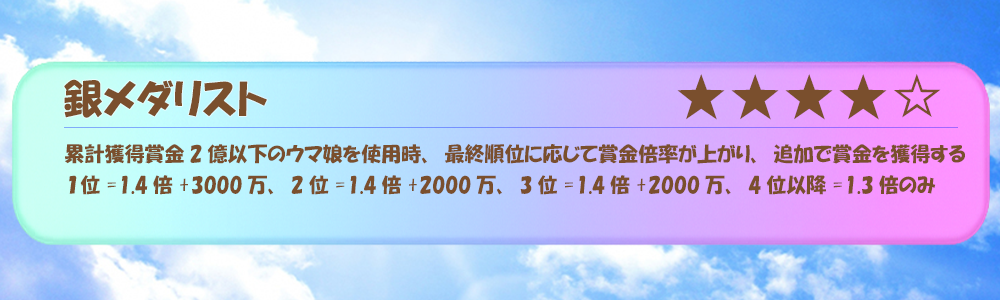 銀メダリスト ★★★★☆
累計獲得賞金2億以下のウマ娘を使用時、最終順位に応じて賞金倍率が上がり、追加で賞金を獲得する
1位=1.4倍+3000万、2位=1.4倍+2000万、3位=1.4倍+2000万、4位以降=1.3倍のみ